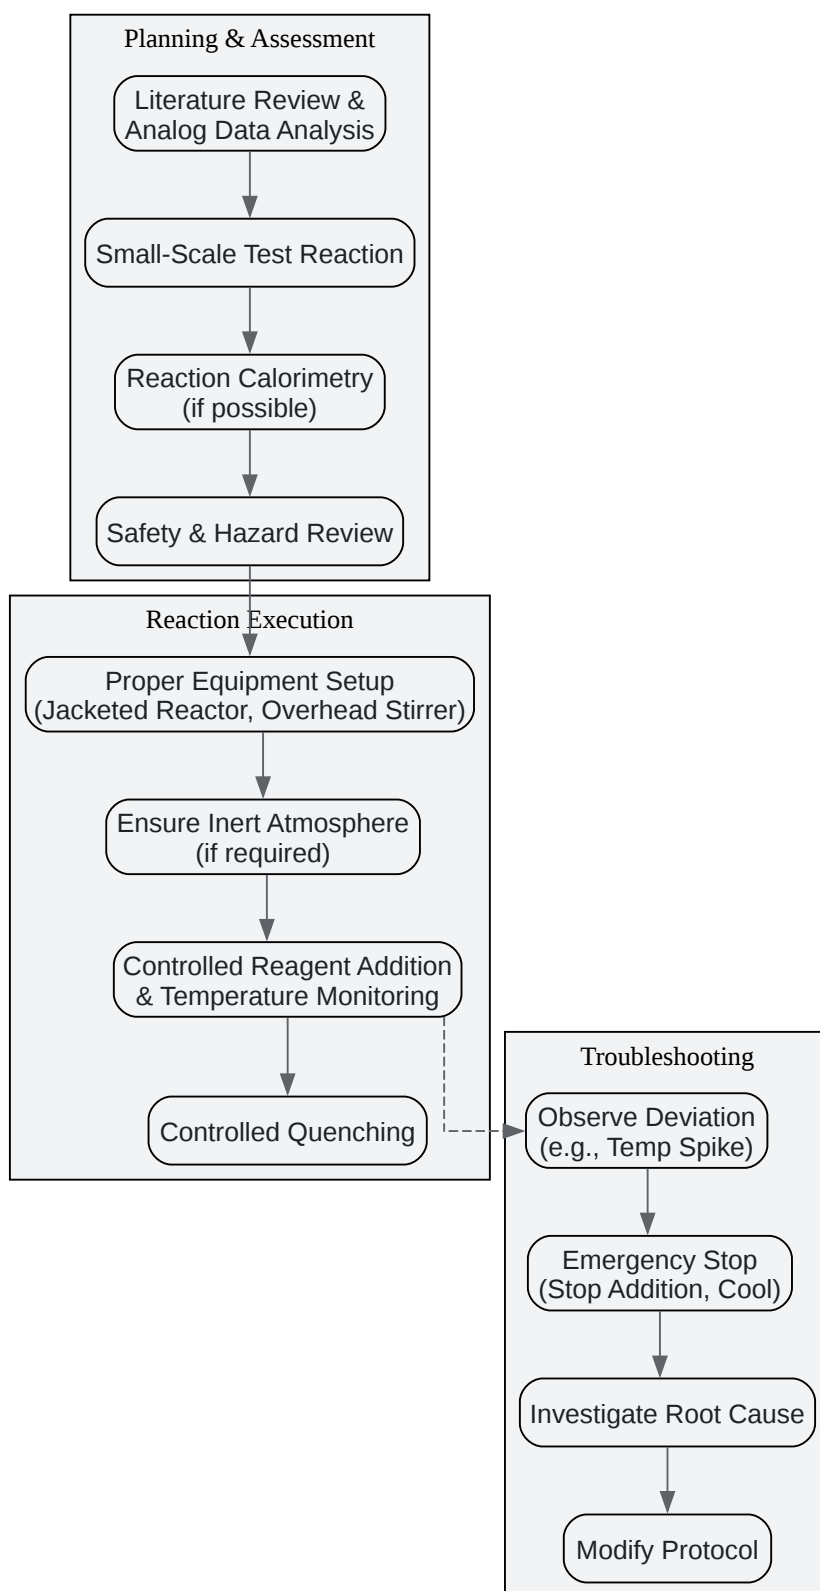 Planning & Assessment
Literature Review &
Analog Data Analysis
Small-Scale Test Reaction
Reaction Calorimetry
(if possible)
Safety & Hazard Review
Reaction Execution
Proper Equipment Setup
(Jacketed Reactor, Overhead Stirrer)
Ensure Inert Atmosphere
(if required)
Controlled Reagent Addition
& Temperature Monitoring
Controlled Quenching
Troubleshooting
Observe Deviation
(e.g., Temp Spike)
Emergency Stop
(Stop Addition, Cool)
Investigate Root Cause
Modify Protocol